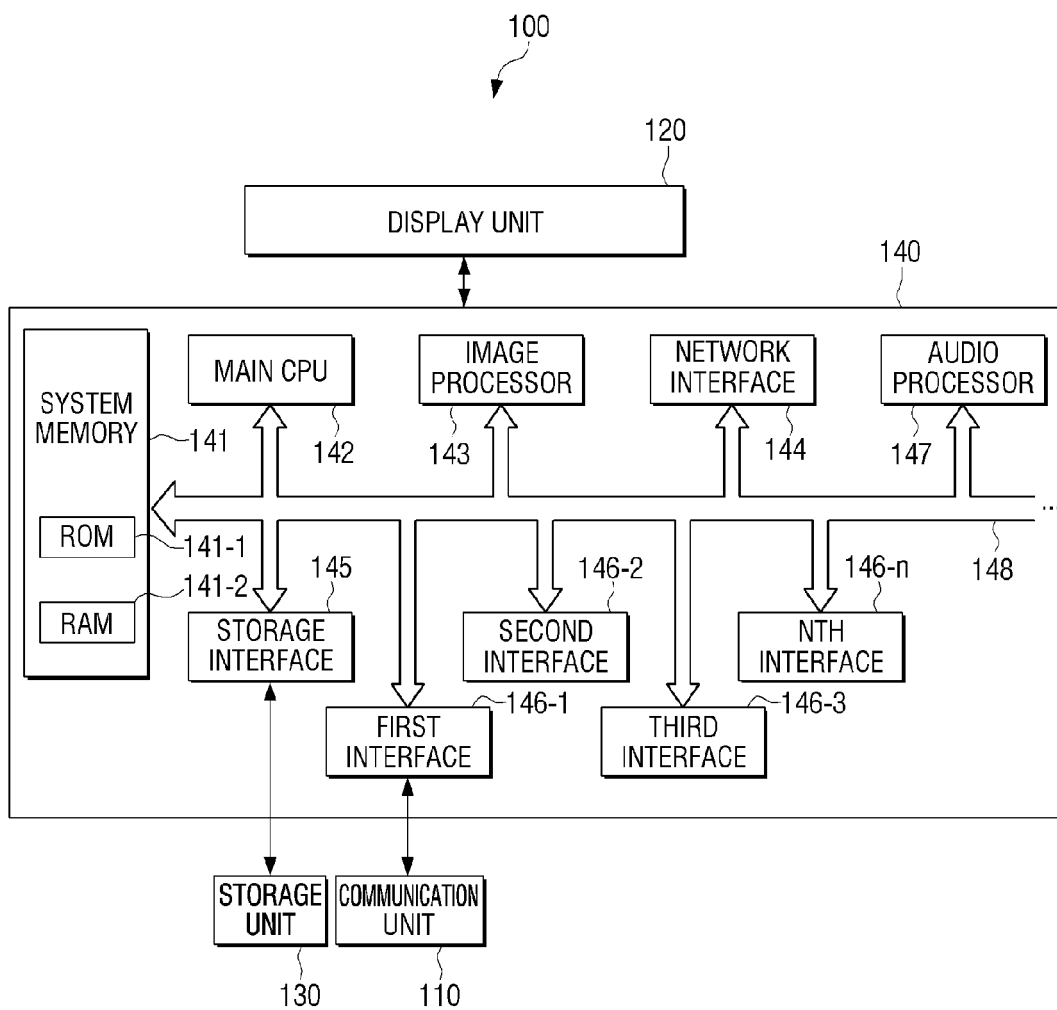 100
120
DISPLAY UNIT
140
SYSTEM
MEMORY
141
ROM
141-1
RAM
141-2
MAIN CPU
142
IMAGE
PROCESSOR
143
NETWORK
INTERFACE
144
AUDIO
PROCESSOR
147
...
148
145
STORAGE
INTERFACE
146-2
SECOND
INTERFACE
146-n
NTH
INTERFACE
FIRST
INTERFACE
146-1
THIRD
INTERFACE
146-3
STORAGE
UNIT
130
COMMUNICATION
UNIT
110